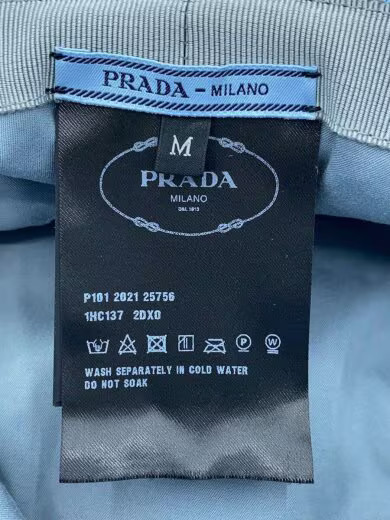 PRADA - MILANO
M
PRADA
MILANO
DAL 1913
P101 2021 25756
1HC137 2DX0
P W
WASH SEPARATELY IN COLD WATER
DO NOT SOAK